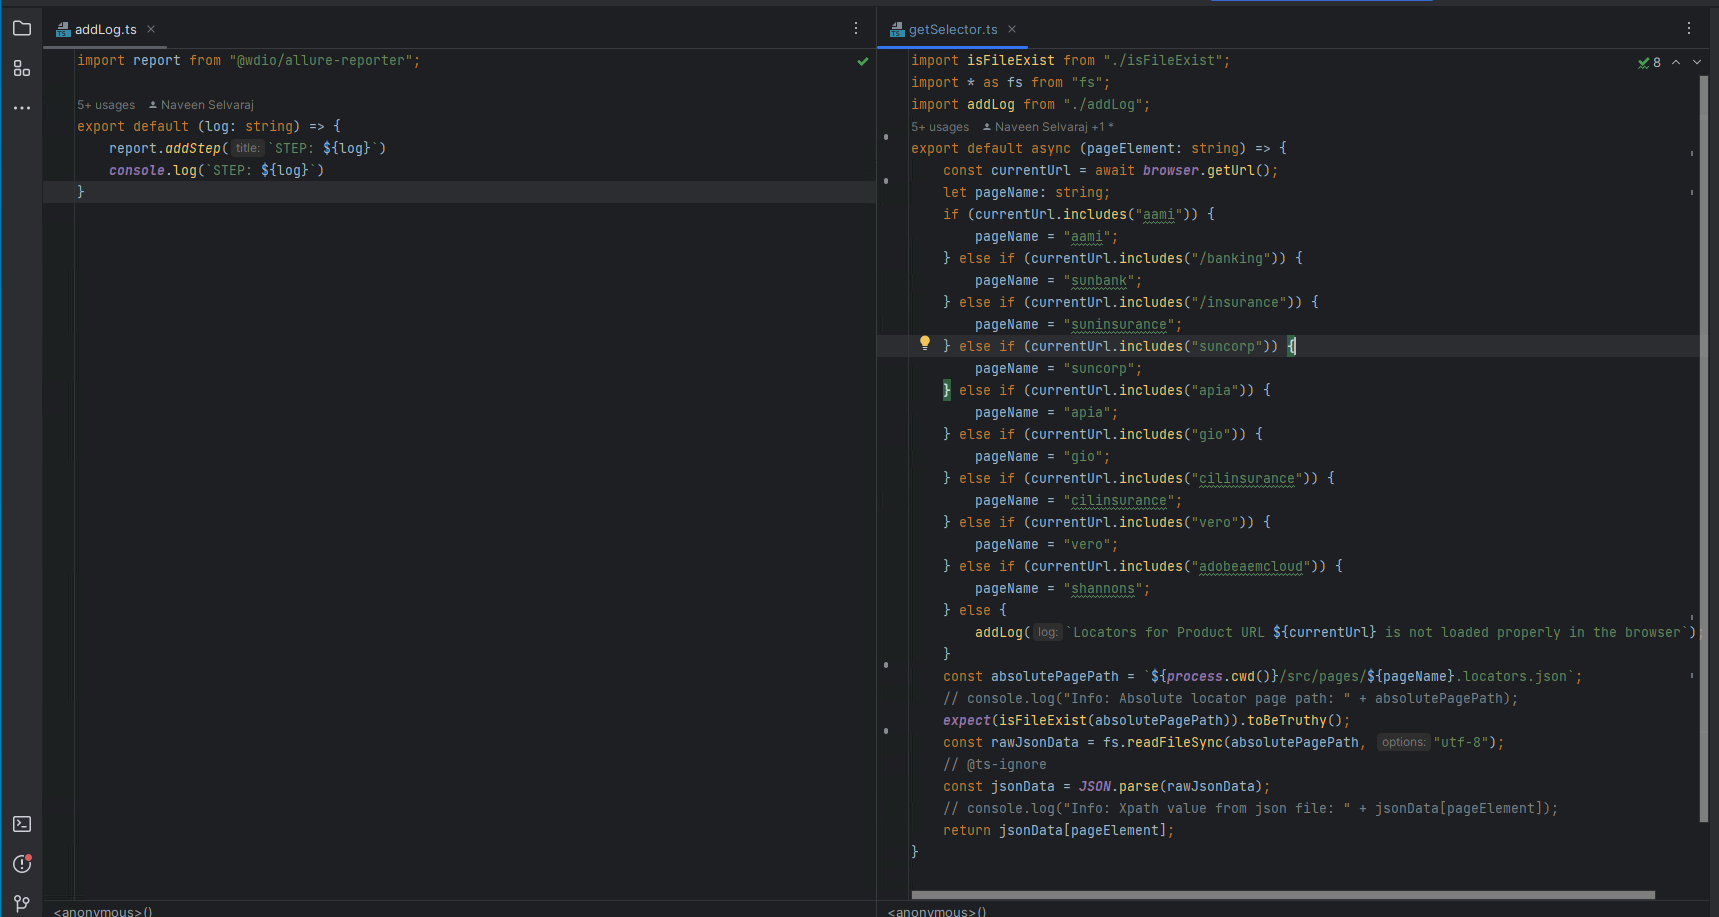 addLog.ts
import report from "@wdio/allure-reporter";
5+ usages Naveen Selvaraj
export default (log: string) => {
report.addStep( title: `STEP: ${log}`)
console.log(`STEP: ${log}`)
}
<anonymous>()
getSelector.ts
8
import isFileExist from "./isFileExist";
import * as fs from "fs";
import addLog from "./addLog";
5+ usages Naveen Selvaraj +1 *
export default async (pageElement: string) => {
const currentUrl = await browser.getUrl();
let pageName: string;
if (currentUrl.includes("aami")) {
pageName = "aami";
} else if (currentUrl.includes("/banking")) {
pageName = "sunbank";
} else if (currentUrl.includes("/insurance")) {
pageName = "suninsurance";
} else if (currentUrl.includes("suncorp")) {
pageName = "suncorp";
} else if (currentUrl.includes("apia")) {
pageName = "apia";
} else if (currentUrl.includes("gio")) {
pageName = "gio";
} else if (currentUrl.includes("cilinsurance")) {
pageName = "cilinsurance";
} else if (currentUrl.includes("vero")) {
pageName = "vero";
} else if (currentUrl.includes("adobeaemcloud")) {
pageName = "shannons";
} else {
addLog( log: `Locators for Product URL ${currentUrl} is not loaded properly in the browser`);
}
const absolutePagePath = `${process.cwd()}/src/pages/${pageName}.locators.json`;
// console.log("Info: Absolute locator page path: " + absolutePagePath);
expect(isFileExist(absolutePagePath)).toBeTruthy();
const rawJsonData = fs.readFileSync(absolutePagePath, options: "utf-8");
// @ts-ignore
const jsonData = JSON.parse(rawJsonData);
// console.log("Info: Xpath value from json file: " + jsonData[pageElement]);
return jsonData[pageElement];
}
<anonymous>()